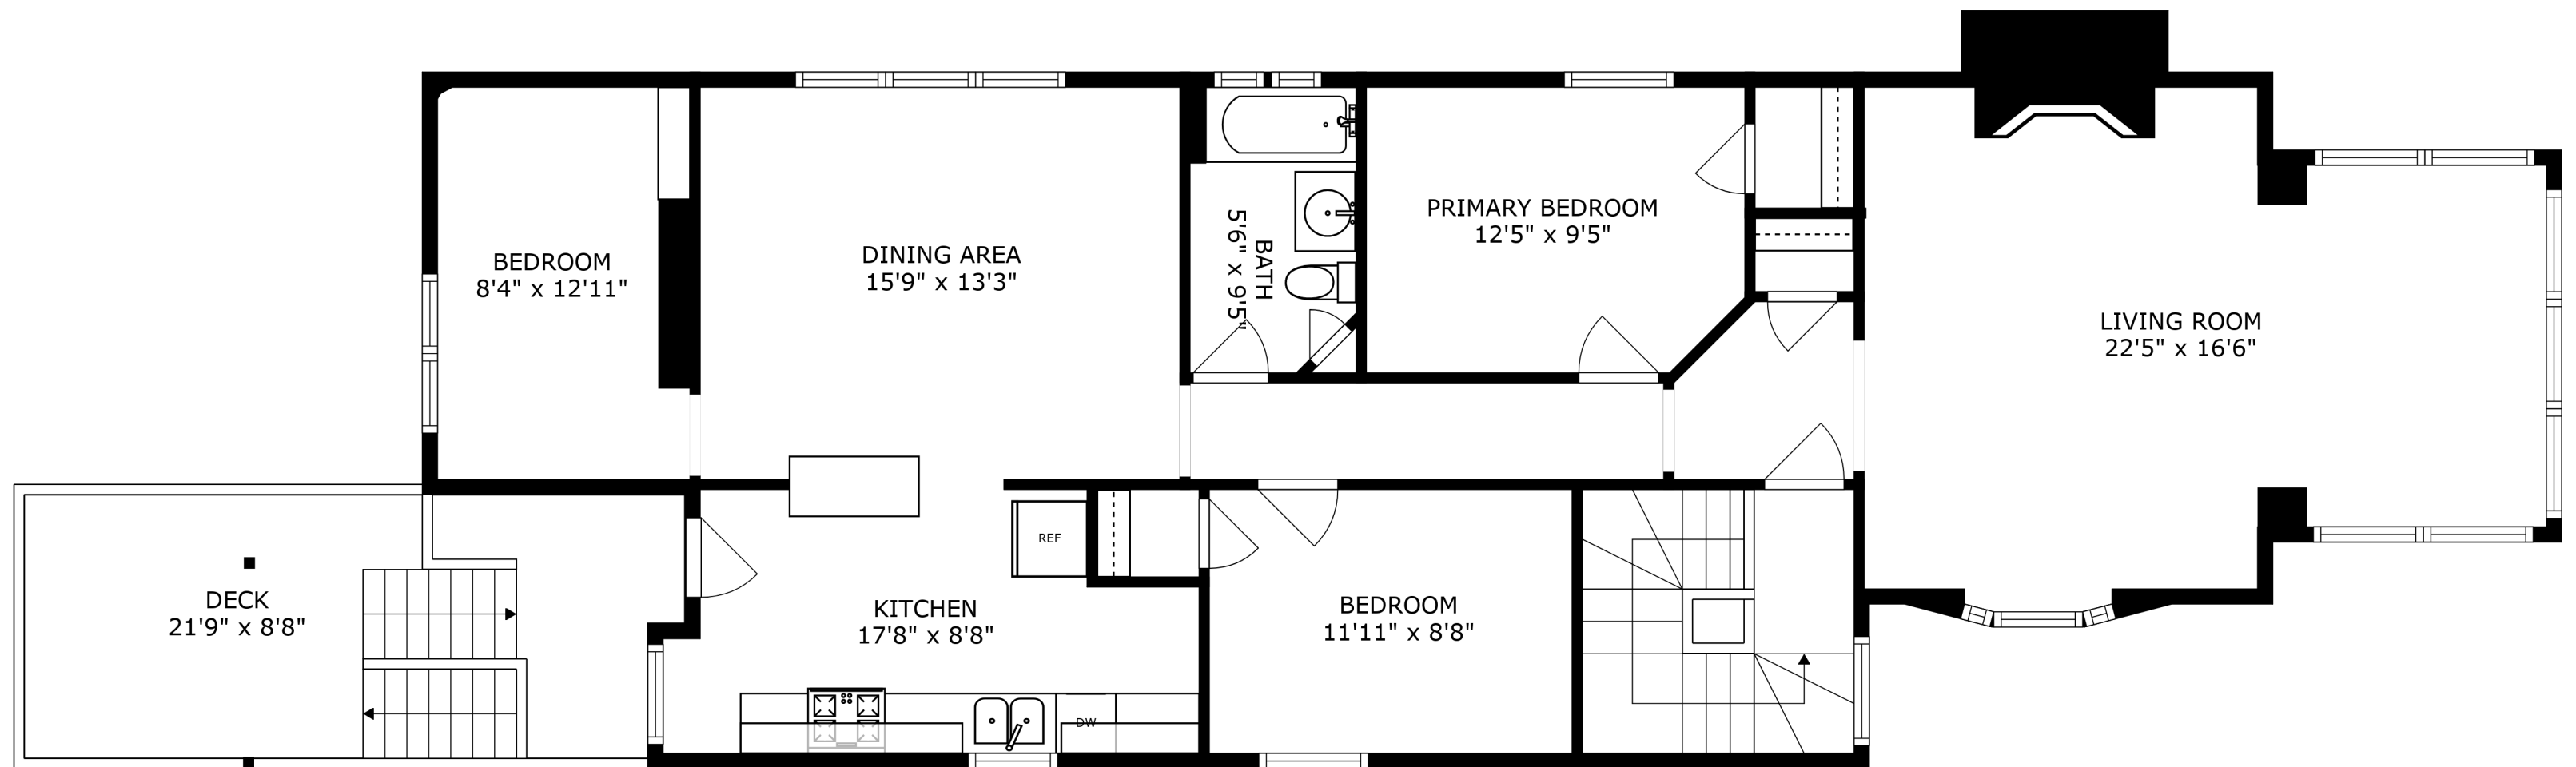 BEDROOM
8'4" x 12'11"
DINING AREA
15'9" x 13'3"
BATH
5'6" x 9'5"
PRIMARY BEDROOM
12'5" x 9'5"
LIVING ROOM
22'5" x 16'6"
DECK
21'9" x 8'8"
KITCHEN
17'8" x 8'8"
REF
DW
BEDROOM
11'11" x 8'8"